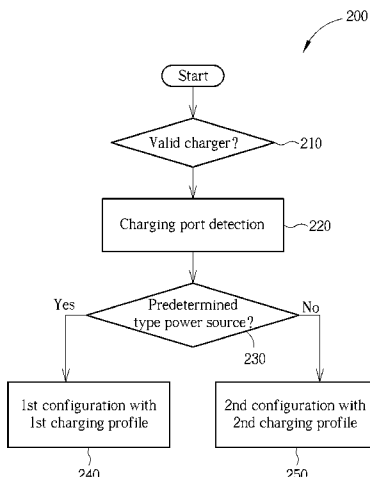 200
Start
Valid charger?
210
Charging port detection
220
Yes
Predetermined
type power source?
No
230
1st configuration with
1st charging profile
2nd configuration with
2nd charging profile
240
250